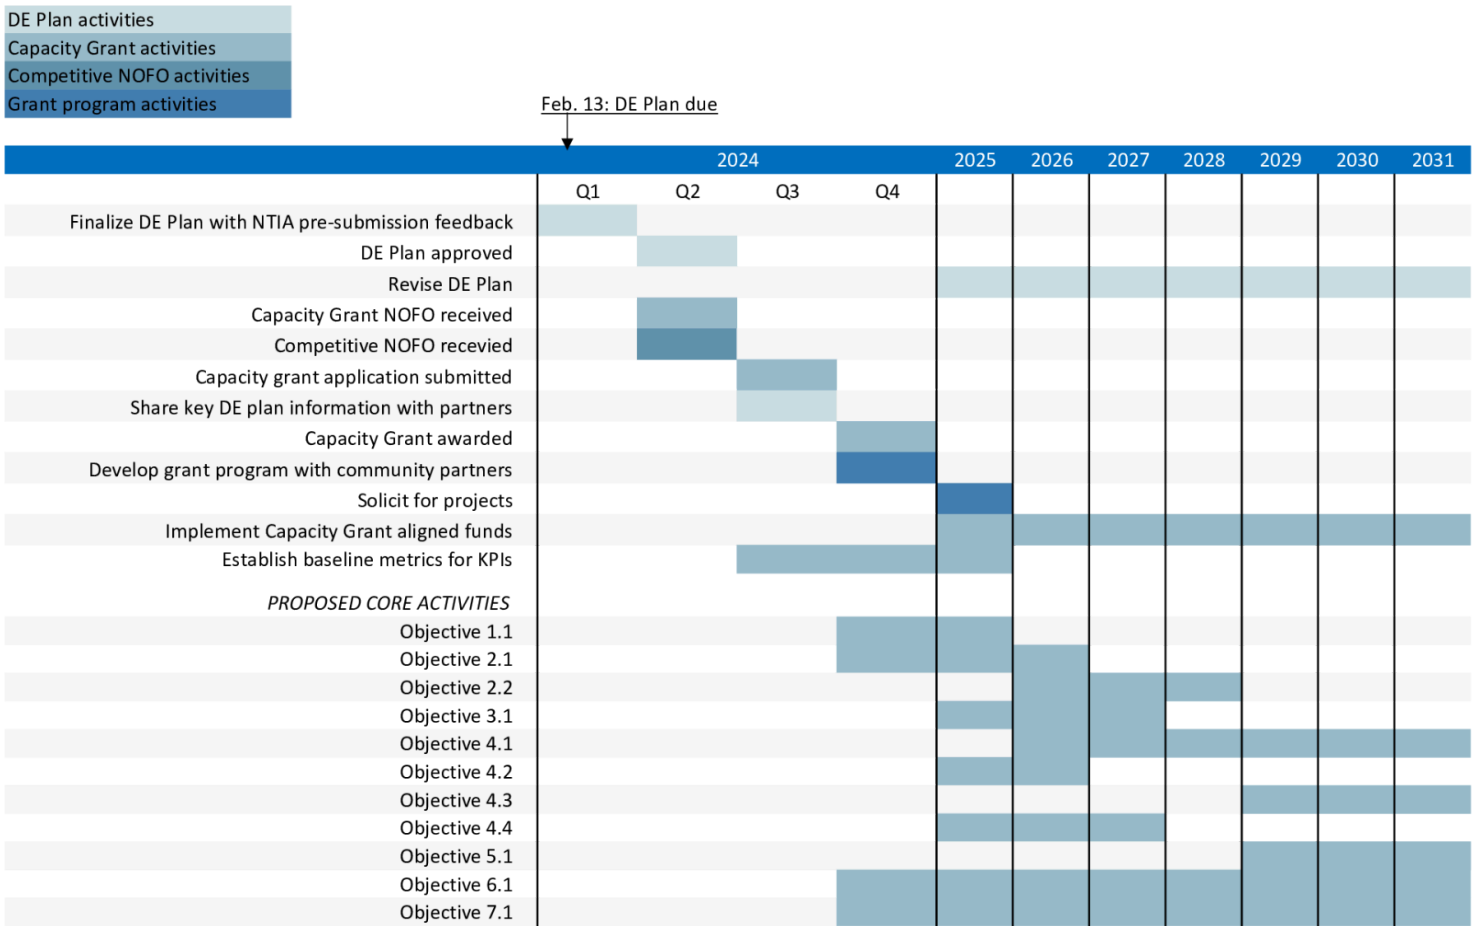 DE Plan activities
Capacity Grant activities
Competitive NOFO activities
Grant program activities
Feb. 13: DE Plan due
2024 2025 2026 2027 2028 2029 2030 2031
Q1 Q2 Q3 Q4
Finalize DE Plan with NTIA pre-submission feedback
DE Plan approved
Revise DE Plan
Capacity Grant NOFO received
Competitive NOFO recevied
Capacity grant application submitted
Share key DE plan information with partners
Capacity Grant awarded
Develop grant program with community partners
Solicit for projects
Implement Capacity Grant aligned funds
Establish baseline metrics for KPIs
PROPOSED CORE ACTIVITIES
Objective 1.1
Objective 2.1
Objective 2.2
Objective 3.1
Objective 4.1
Objective 4.2
Objective 4.3
Objective 4.4
Objective 5.1
Objective 6.1
Objective 7.1